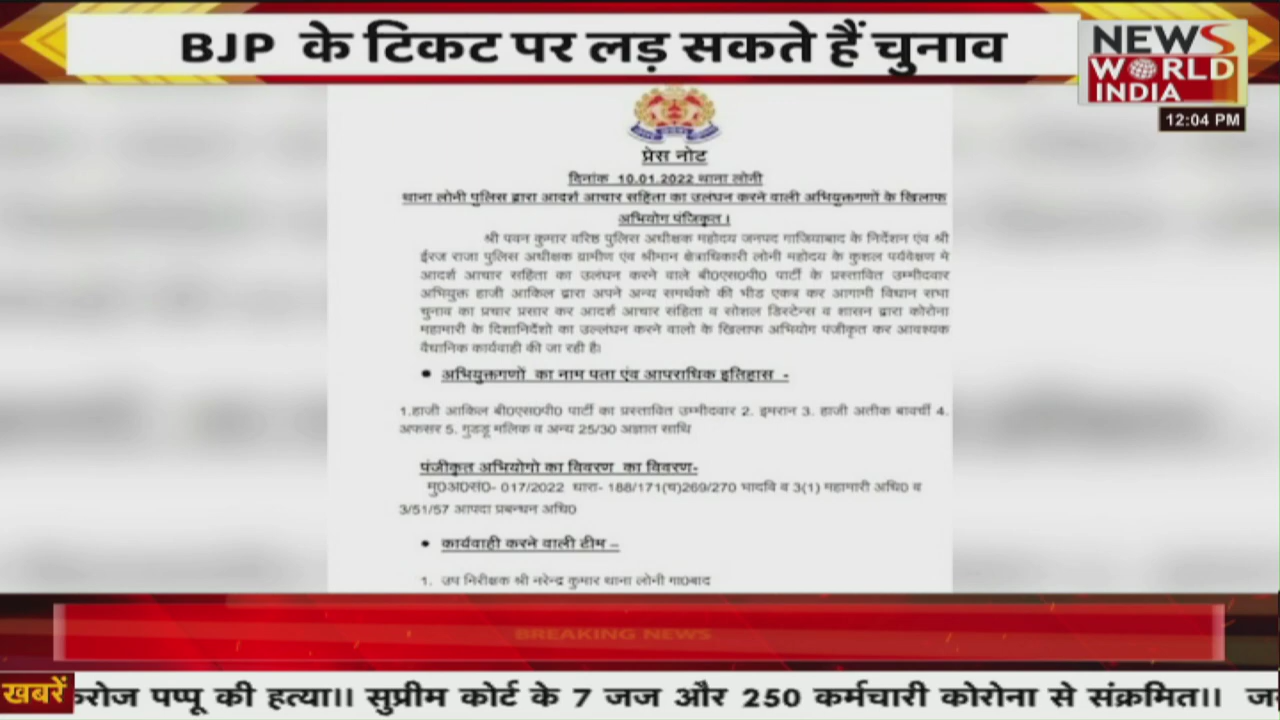 BJP के टिकट पर लड़ सकते हैं चुनाव
NEWS
WORLD
INDIA
12:04 PM
प्रेस नोट
दिनांक 10.01.2022 थाना लोनी
थाना लोनी पुलिस द्वारा आदर्श आचार सहिता का उलंघन करने वाली अभियुक्तगणों के खिलाफ
अभियोग पंजिकृत।
श्री पवन कुमार वरिष्ठ पुलिस अधीक्षक महोदय जनपद गाजियाबाद के निर्देशन एंव श्री
ईरज राजा पुलिस अधीक्षक ग्रामीण एंव श्रीमान क्षेत्राधिकारी लोनी महोदय के कुशल पर्यवेक्षण मे
आदर्श आचार सहिता का उलंघन करने वाले बी0एस0पी0 पार्टी के प्रस्तावित उम्मीदवार
अभियुक्त हाजी आकिल द्वारा अपने अन्य समर्थको की भीड एकत्र कर आगामी विधान सभा
चुनाव का प्रचार प्रसार कर आदर्श आचार संहिता व सोशल डिस्टेन्स व शासन द्वारा कोरोना
महामारी के दिशानिर्देशो का उल्लंघन करने वालो के खिलाफ अभियोग पंजीकृत कर आवश्यक
वैधानिक कार्यवाही की जा रही है।
• अभियुक्तगणों का नाम पता एंव आपराधिक इतिहास -
1.हाजी आकिल बी0एस0पी0 पार्टी का प्रस्तावित उम्मीदवार 2. इमरान 3. हाजी अतीक बावर्ची 4.
अफसर 5. गुडडू मलिक व अन्य 25/30 अज्ञात साथि
पंजीकृत अभियोगो का विवरण का विवरण-
मु0अ0सं0- 017/2022 धारा- 188/171(च)269/270 भादवि व 3(1) महामारी अधि0 व
3/51/57 आपदा प्रबन्धन अधि0
• कार्यवाही करने वाली टीम –
1. उप निरीक्षक श्री नरेन्द्र कुमार थाना लोनी गा0बाद
BREAKING NEWS
खबरें
रोज पप्पू की हत्या।। सुप्रीम कोर्ट के 7 जज और 250 कर्मचारी कोरोना से संक्रमित।।